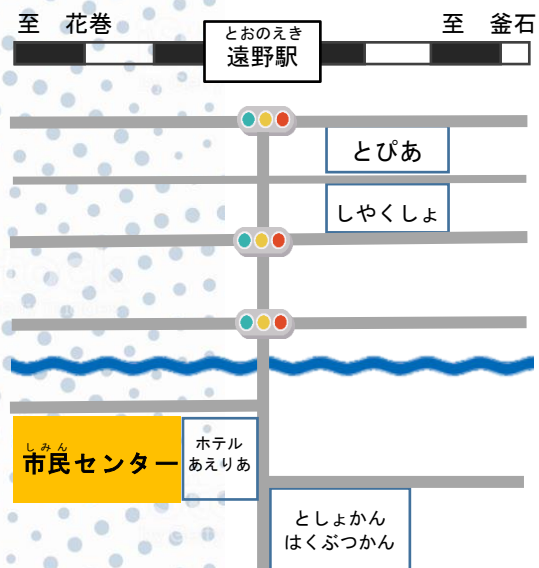 至 花巻
至 釜石
とおのえき
遠野駅
とぴあ
しやくしょ
しみん
市民センター
ホテル
あえりあ
としょかん
はくぶつかん